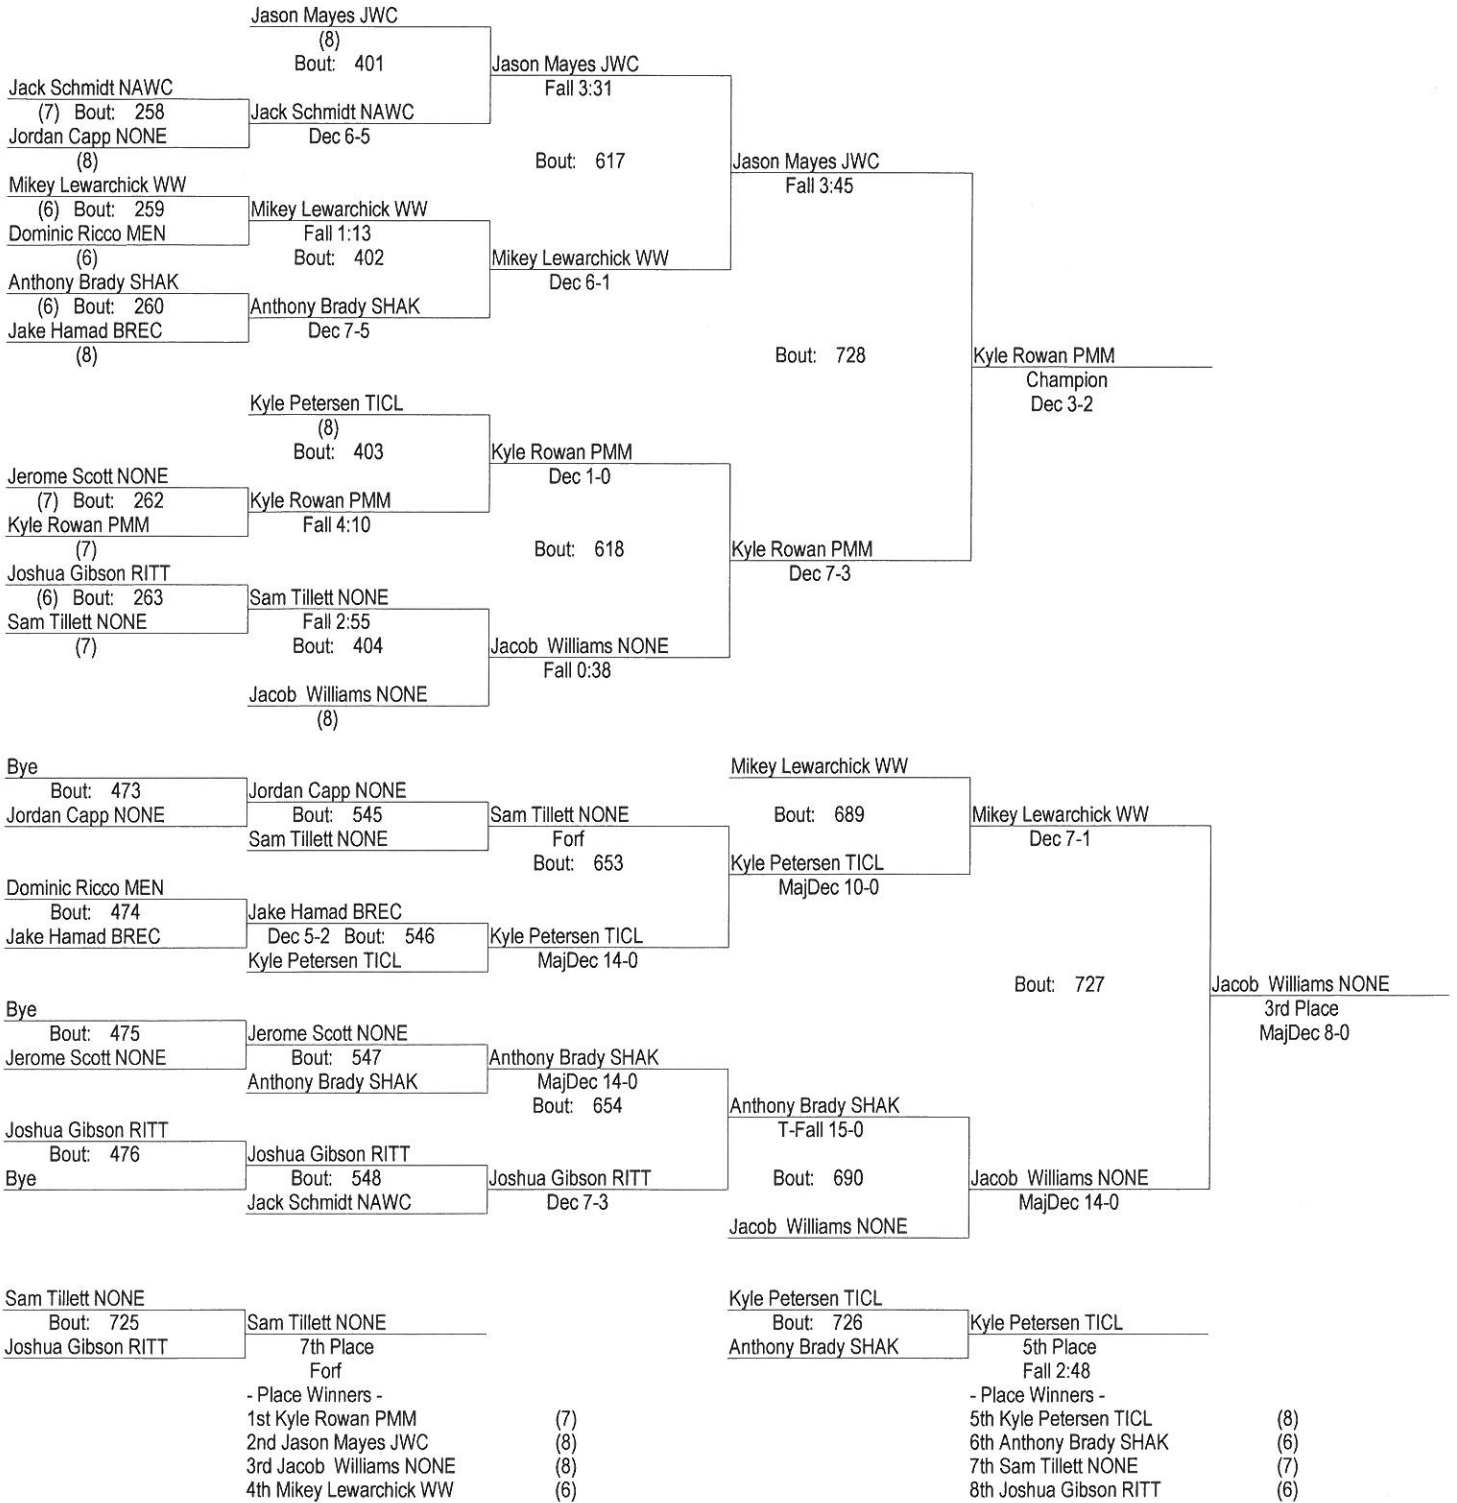 Jason Mayes JWC
(8)
Bout: 401
Jason Mayes JWC
Fall 3:31
Jack Schmidt NAWC
(7) Bout: 258
Jack Schmidt NAWC
Jordan Capp NONE
Dec 6-5
(8)
Bout: 617
Jason Mayes JWC
Fall 3:45
Mikey Lewarchick WW
(6) Bout: 259
Mikey Lewarchick WW
Dominic Ricco MEN
Fall 1:13
(6)
Bout: 402
Mikey Lewarchick WW
Dec 6-1
Anthony Brady SHAK
(6) Bout: 260
Anthony Brady SHAK
Jake Hamad BREC
Dec 7-5
(8)
Bout: 728
Kyle Rowan PMM
Champion
Dec 3-2
Kyle Petersen TICL
(8)
Bout: 403
Kyle Rowan PMM
Dec 1-0
Jerome Scott NONE
(7) Bout: 262
Kyle Rowan PMM
Kyle Rowan PMM
Fall 4:10
(7)
Bout: 618
Kyle Rowan PMM
Dec 7-3
Joshua Gibson RITT
(6) Bout: 263
Sam Tillett NONE
Sam Tillett NONE
Fall 2:55
(7)
Bout: 404
Jacob Williams NONE
Fall 0:38
Jacob Williams NONE
(8)
Bye
Bout: 473
Jordan Capp NONE
Jordan Capp NONE
Bout: 545
Sam Tillett NONE
Sam Tillett NONE
Forf
Bout: 653
Mikey Lewarchick WW
Bout: 689
Mikey Lewarchick WW
Dec 7-1
Kyle Petersen TICL
MajDec 10-0
Dominic Ricco MEN
Bout: 474
Jake Hamad BREC
Jake Hamad BREC
Dec 5-2 Bout: 546
Kyle Petersen TICL
Kyle Petersen TICL
MajDec 14-0
Bout: 727
Jacob Williams NONE
3rd Place
MajDec 8-0
Bye
Bout: 475
Jerome Scott NONE
Jerome Scott NONE
Bout: 547
Anthony Brady SHAK
Anthony Brady SHAK
MajDec 14-0
Bout: 654
Anthony Brady SHAK
T-Fall 15-0
Joshua Gibson RITT
Bout: 476
Bye
Joshua Gibson RITT
Bout: 548
Jack Schmidt NAWC
Joshua Gibson RITT
Dec 7-3
Bout: 690
Jacob Williams NONE
MajDec 14-0
Jacob Williams NONE
Sam Tillett NONE
Bout: 725
Joshua Gibson RITT
Sam Tillett NONE
7th Place
Forf
Kyle Petersen TICL
Bout: 726
Anthony Brady SHAK
Kyle Petersen TICL
5th Place
Fall 2:48
- Place Winners -
1st Kyle Rowan PMM (7)
2nd Jason Mayes JWC (8)
3rd Jacob Williams NONE (8)
4th Mikey Lewarchick WW (6)
- Place Winners -
5th Kyle Petersen TICL (8)
6th Anthony Brady SHAK (6)
7th Sam Tillett NONE (7)
8th Joshua Gibson RITT (6)